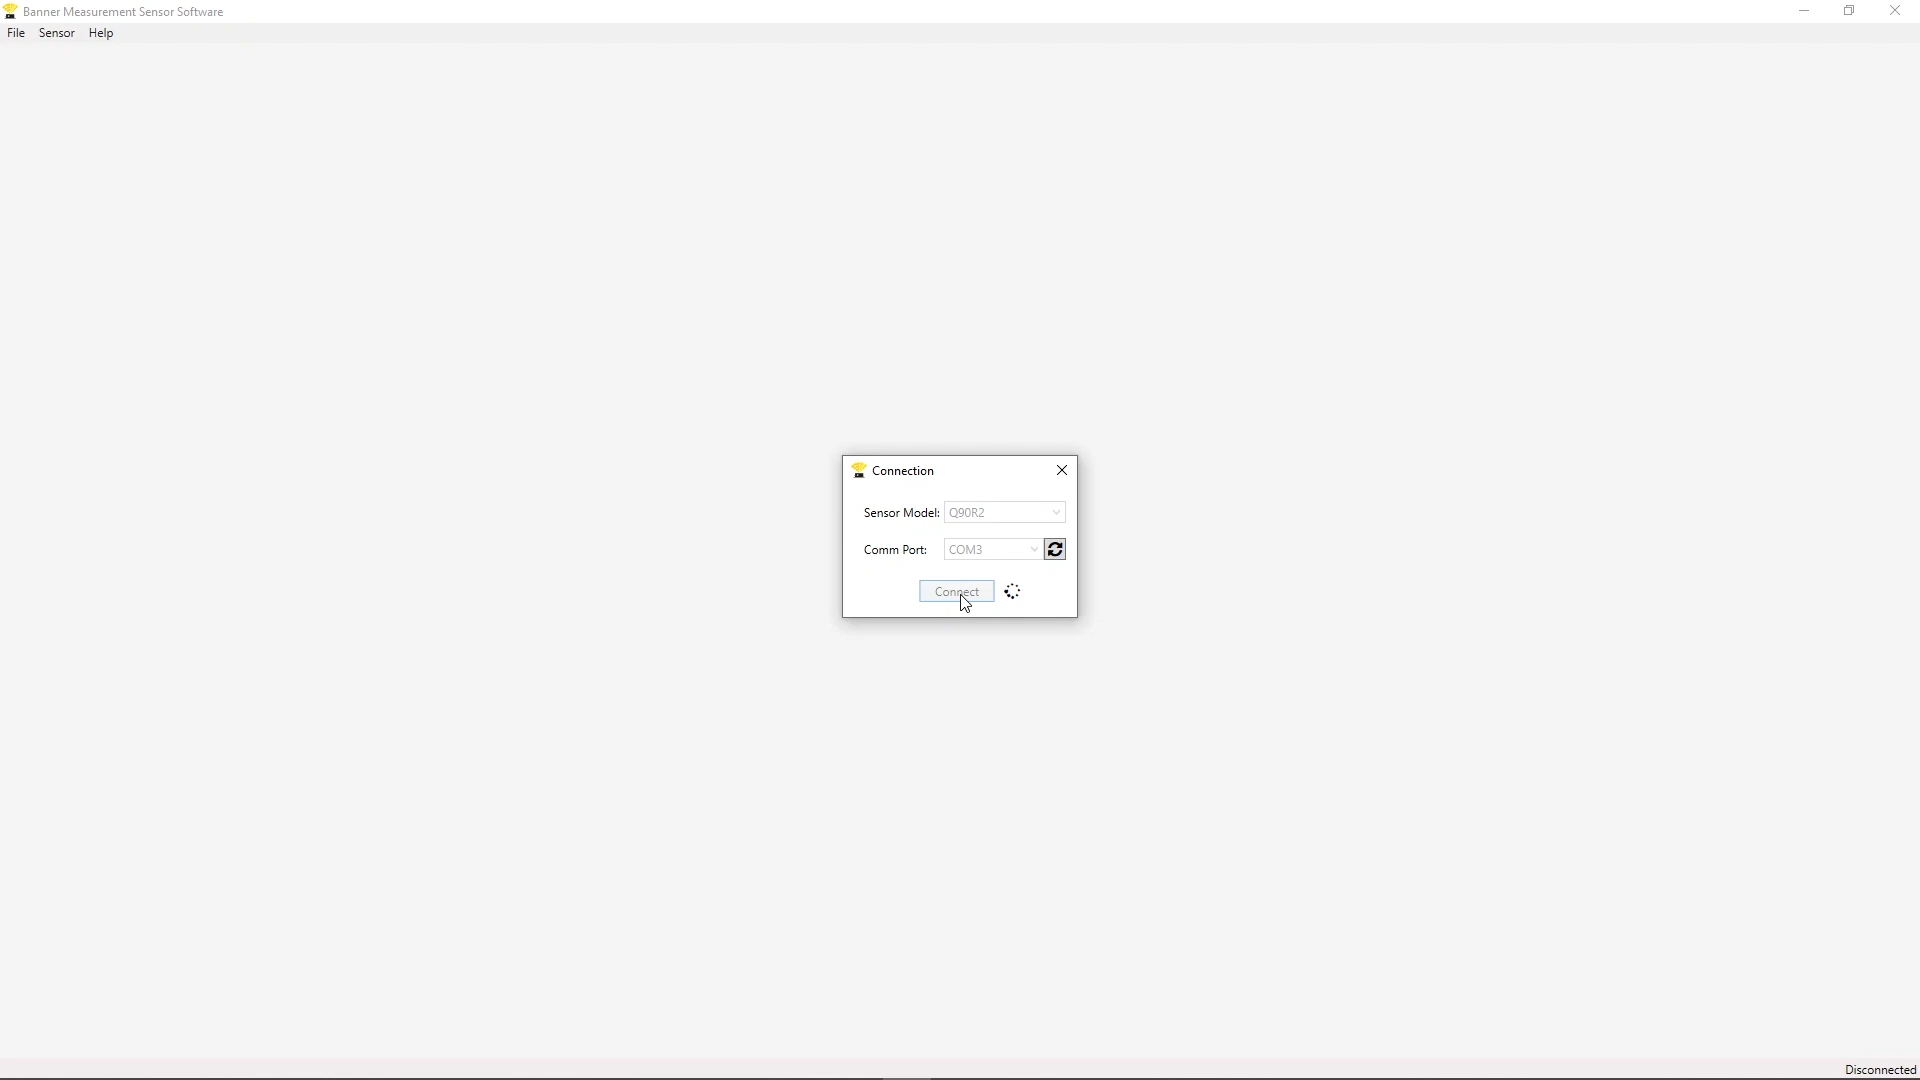 Banner Measurement Sensor Software
File Sensor Help
Connection
Sensor Model: Q90R2
Comm Port: COM3
Connect
Disconnected